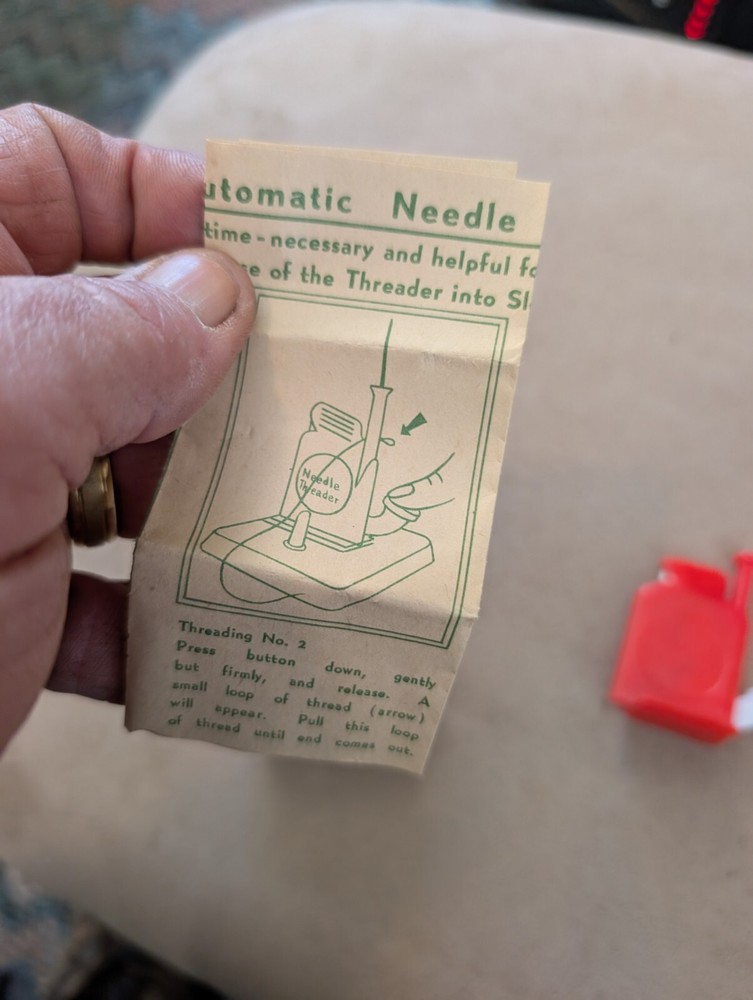 utomatic Needle
time-necessary and helpful fo
se of the Threader into Sl
Needle
Threader
Threading No. 2
Press button down, gently
but firmly, and release. A
small loop of thread (arrow)
will appear. Pull this loop
of thread until end comes out.